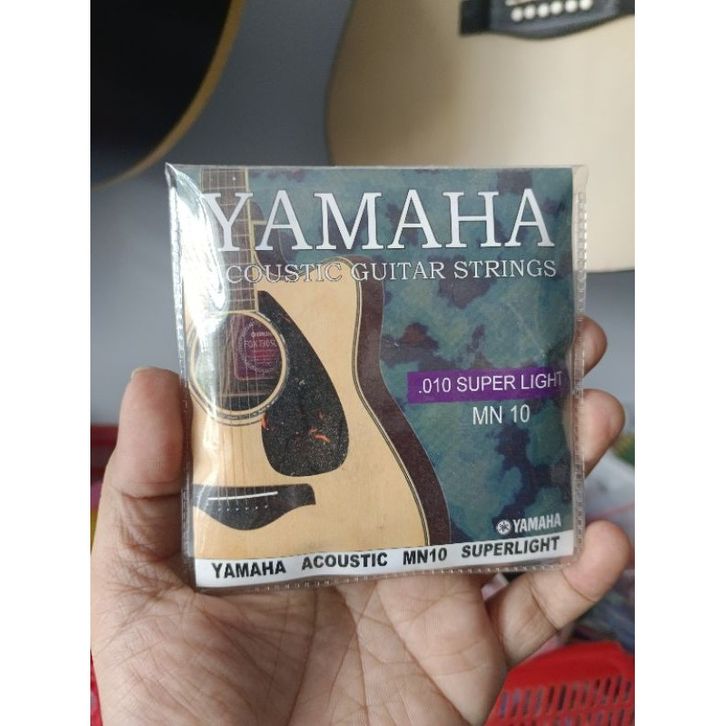 YAMAHA
ACOUSTIC GUITAR STRINGS
.010 SUPER LIGHT
MN 10
YAMAHA
YAMAHA ACOUSTIC MN10 SUPERLIGHT